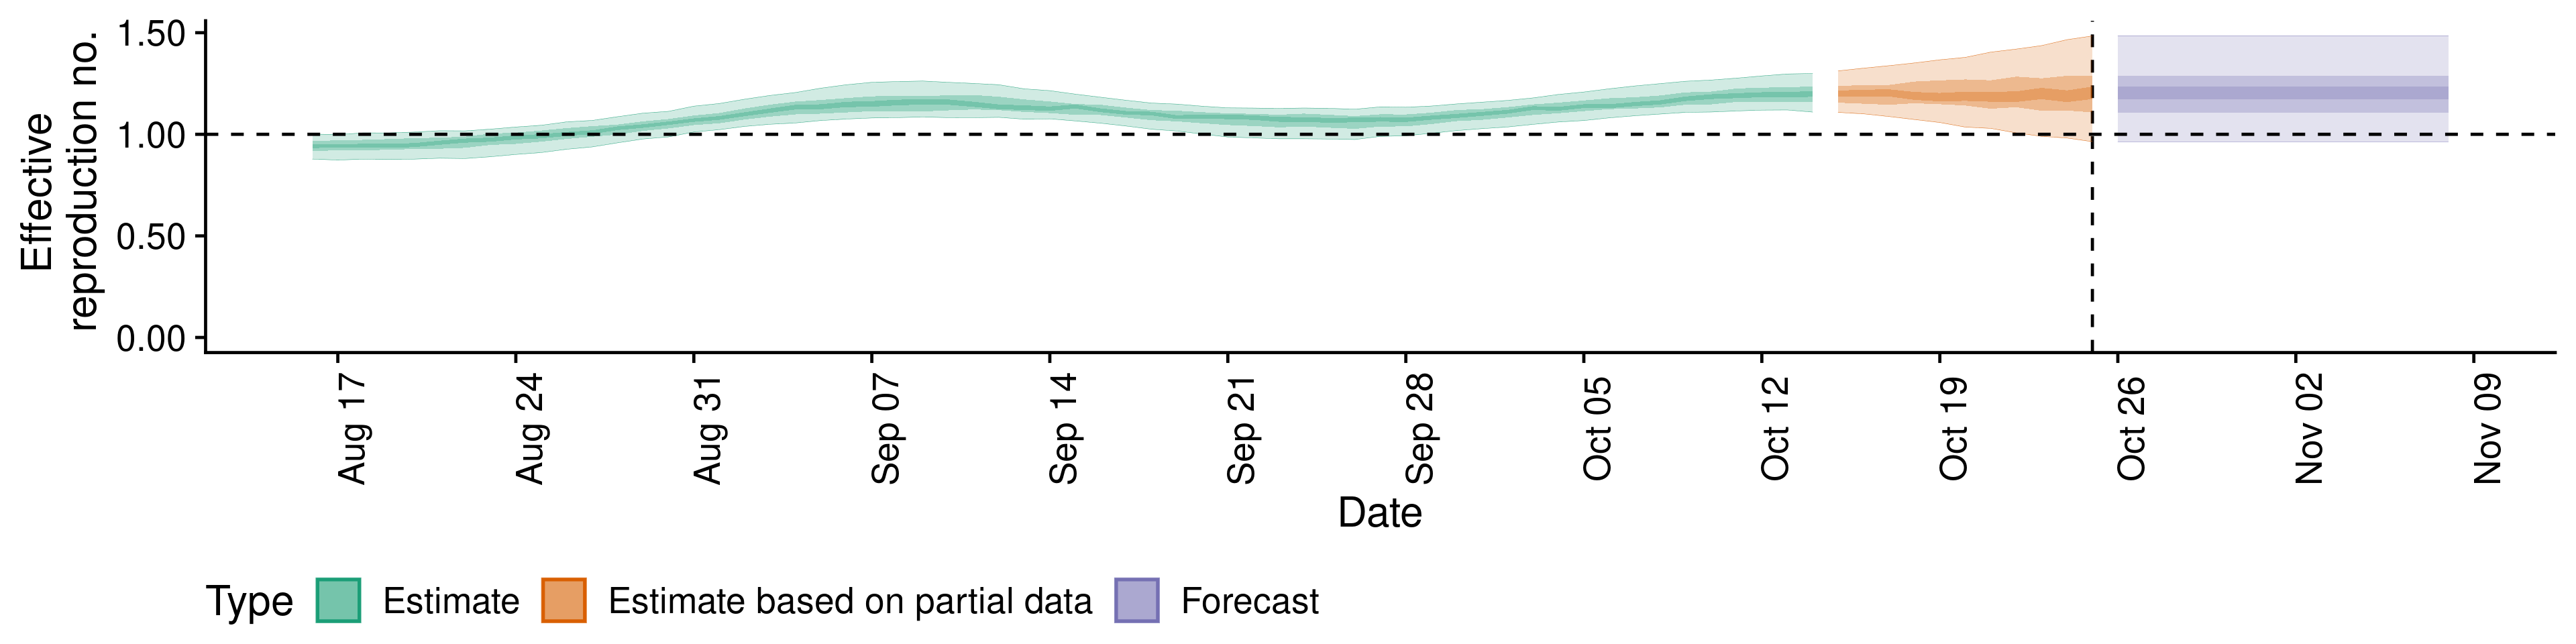 Effective
reproduction no.
1.50
1.00
0.50
0.00
Aug 17
Aug 24
Aug 31
Sep 07
Sep 14
Sep 21
Sep 28
Oct 05
Oct 12
Oct 19
Oct 26
Nov 02
Nov 09
Date
Type Estimate Estimate based on partial data Forecast